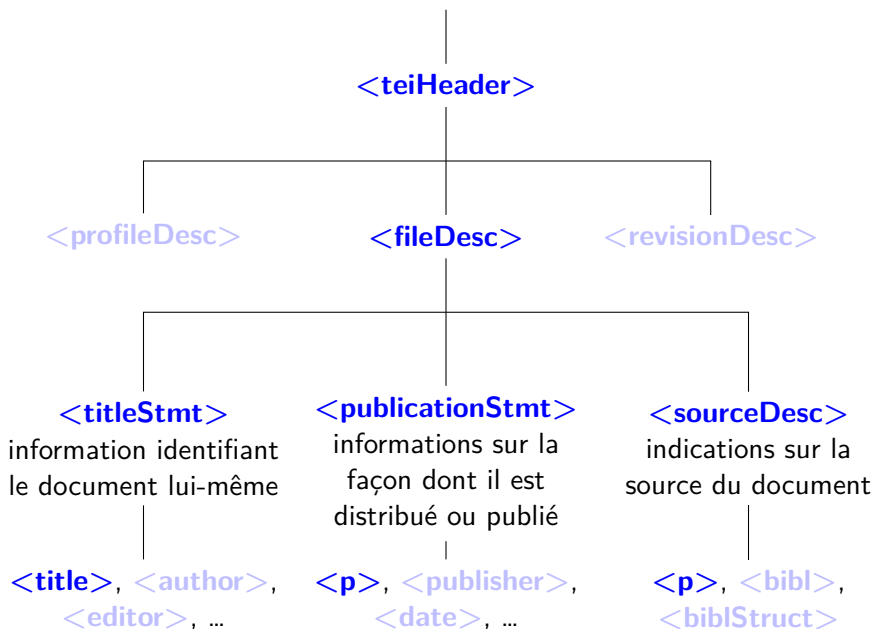 <teiHeader>
<profileDesc> <fileDesc> <revisionDesc>
<titleStmt>
information identifiant
le document lui-même
<publicationStmt>
informations sur la
façon dont il est
distribué ou publié
<sourceDesc>
indications sur la
source du document
<title>, <author>,
<editor>, ...
<p>, <publisher>,
<date>, ...
<p>, <bibl>,
<biblStruct>